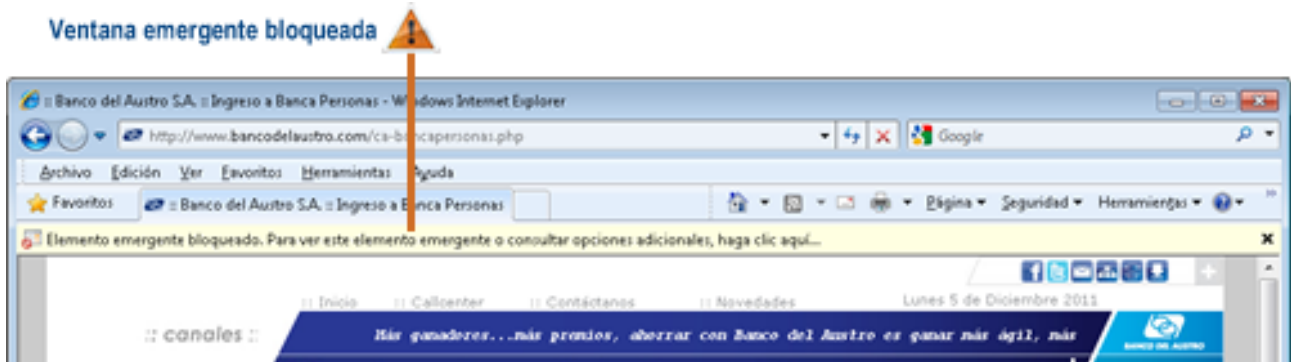 Ventana emergente bloqueada
:: Banco del Austro S.A. :: Ingreso a Banca Personas - Windows Internet Explorer
http://www.bancodelaustro.com/ca-bancapersonas.php
Google
Archivo Edición Ver Favoritos Herramientas Ayuda
Favoritos :: Banco del Austro S.A. :: Ingreso a Banca Personas Página Seguridad Herramientas
Elemento emergente bloqueado. Para ver este elemento emergente o consultar opciones adicionales, haga clic aquí...
:: Inicio :: Callcenter :: Contáctanos :: Novedades Lunes 5 de Diciembre 2011
:: canales :: Más ganadores...más premios, ahorrar con Banco del Austro es ganar más ágil, más
BANCO DEL AUSTRO